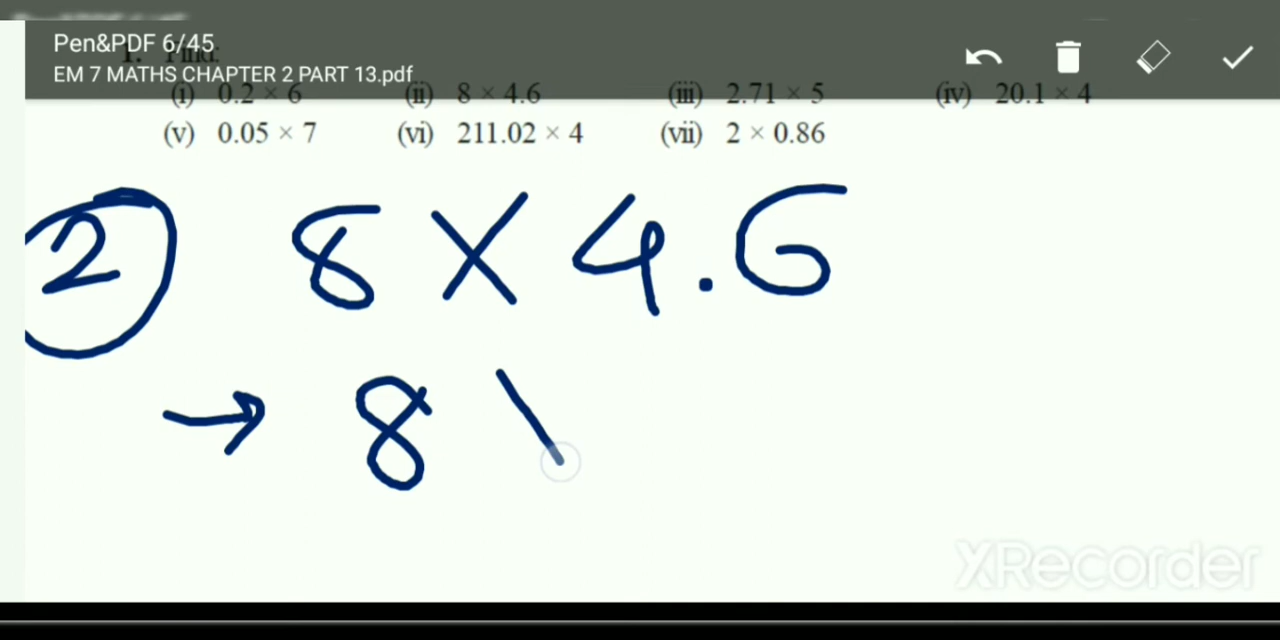 Pen&PDF 6/45
1. Find:
EM 7 MATHS CHAPTER 2 PART 13.pdf
(i) 0.2 × 6 (ii) 8 × 4.6 (iii) 2.71 × 5 (iv) 20.1 × 4
(v) 0.05 × 7 (vi) 211.02 × 4 (vii) 2 × 0.86
2 8 × 4.6
→ 8 \
XRecorder